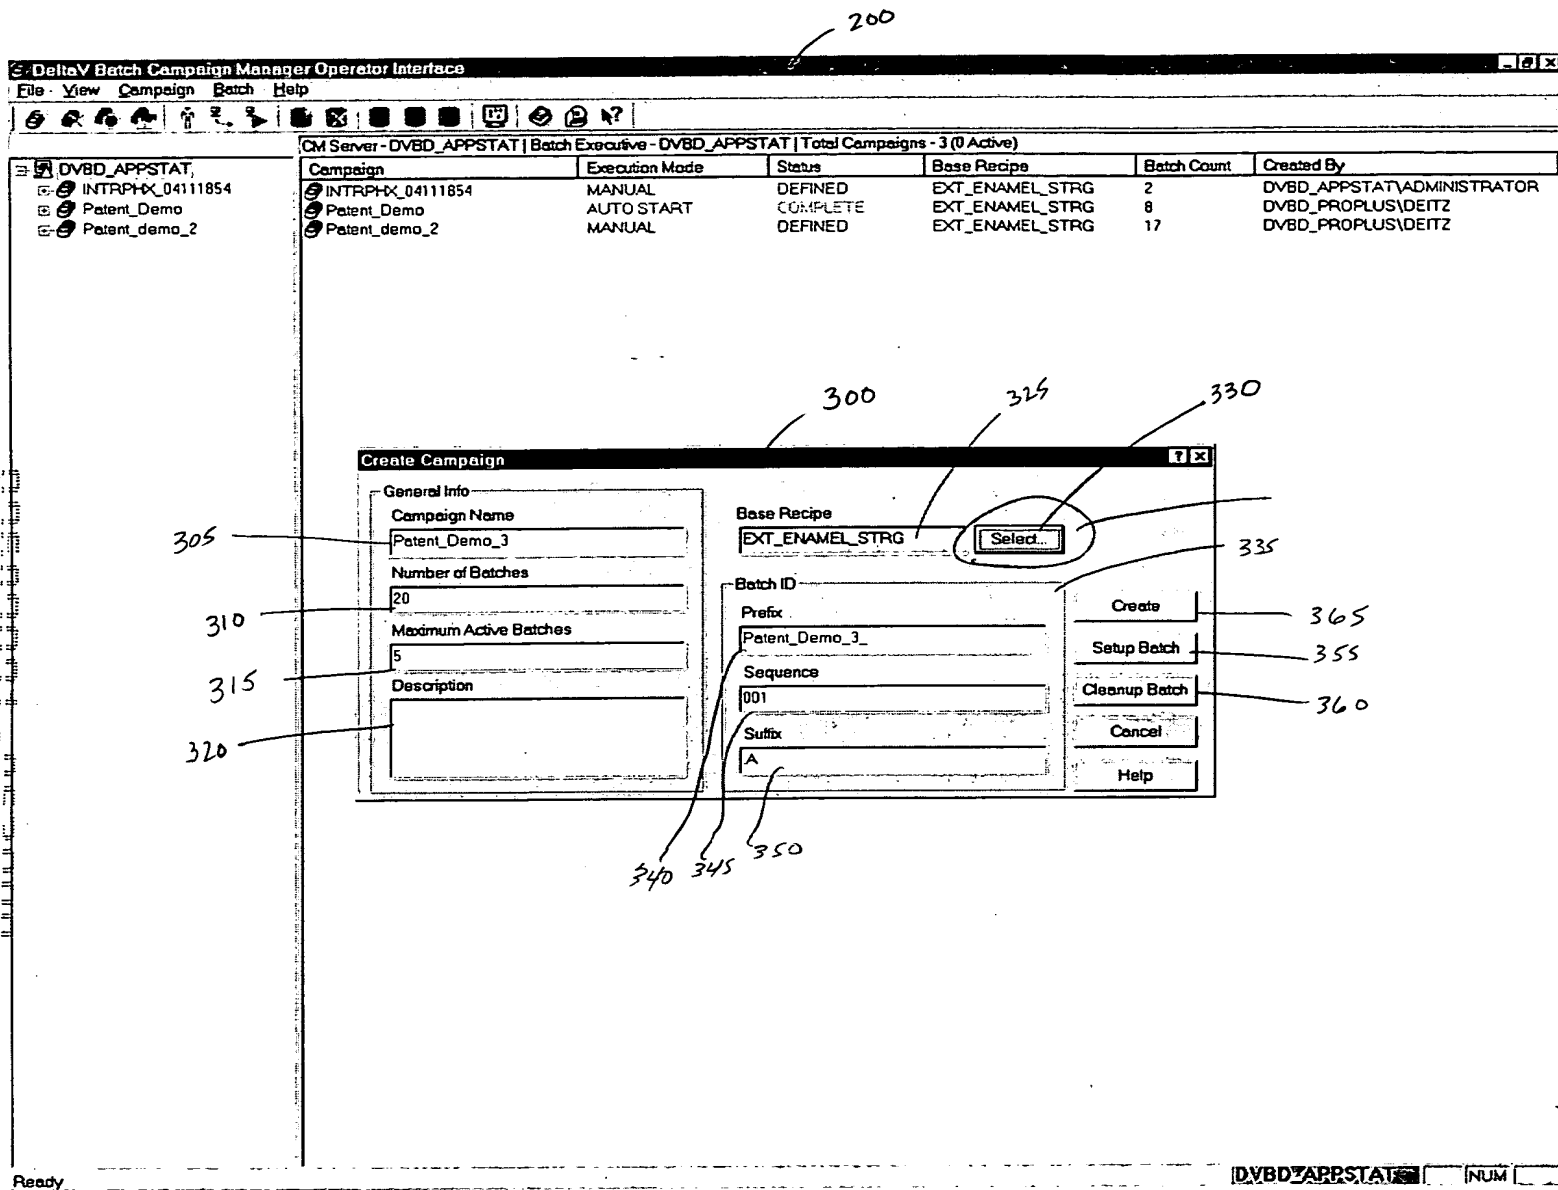 200
DeltaV Batch Campaign Manager Operator Interface
File View Campaign Batch Help
CM Server - DVBD_APPSTAT | Batch Executive - DVBD_APPSTAT | Total Campaigns - 3 (0 Active)
DVBD_APPSTAT
INTRPHX_04111854
Patent_Demo
Patent_demo_2
Campaign Execution Mode Status Base Recipe Batch Count Created By
INTRPHX_04111854 MANUAL DEFINED EXT_ENAMEL_STRG 2 DVBD_APPSTAT\ADMINISTRATOR
Patent_Demo AUTO START COMPLETE EXT_ENAMEL_STRG 8 DVBD_PROPLUS\DEITZ
Patent_demo_2 MANUAL DEFINED EXT_ENAMEL_STRG 17 DVBD_PROPLUS\DEITZ
300 325 330
Create Campaign
General Info
Campaign Name
305 Patent_Demo_3
Number of Batches
310 20
Maximum Active Batches
315 5
Description
320
Base Recipe
EXT_ENAMEL_STRG Select...
335
Batch ID
Prefix
Patent_Demo_3_
Sequence
001
Suffix
A
Create 365
Setup Batch 355
Cleanup Batch 360
Cancel
Help
340 345 350
Ready DVBD_APPSTAT NUM